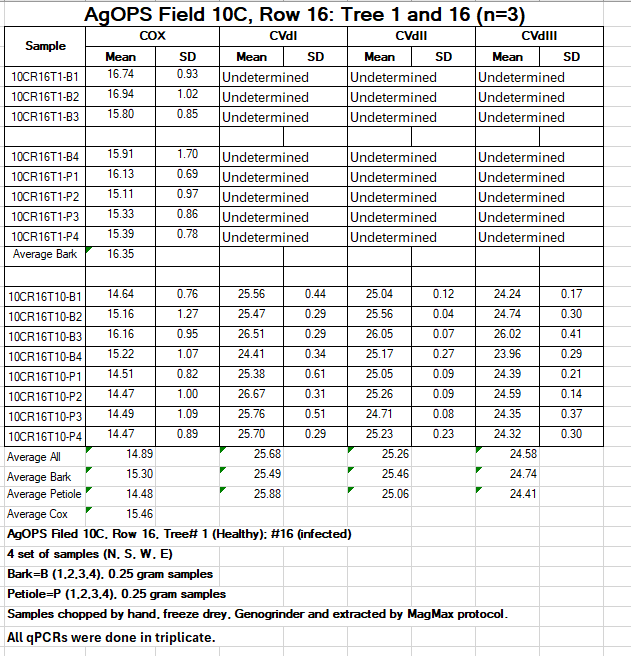 AgOPS Field 10C, Row 16: Tree 1 and 16 (n=3)
Sample COX CVdI CVdII CVdIII
Mean SD Mean SD Mean SD Mean SD
10CR16T1-B1 16.74 0.93 Undetermined Undetermined Undetermined
10CR16T1-B2 16.94 1.02 Undetermined Undetermined Undetermined
10CR16T1-B3 15.80 0.85 Undetermined Undetermined Undetermined
10CR16T1-B4 15.91 1.70 Undetermined Undetermined Undetermined
10CR16T1-P1 16.13 0.69 Undetermined Undetermined Undetermined
10CR16T1-P2 15.11 0.97 Undetermined Undetermined Undetermined
10CR16T1-P3 15.33 0.86 Undetermined Undetermined Undetermined
10CR16T1-P4 15.39 0.78 Undetermined Undetermined Undetermined
Average Bark 16.35
10CR16T10-B1 14.64 0.76 25.56 0.44 25.04 0.12 24.24 0.17
10CR16T10-B2 15.16 1.27 25.47 0.29 25.56 0.04 24.74 0.30
10CR16T10-B3 16.16 0.95 26.51 0.29 26.05 0.07 26.02 0.41
10CR16T10-B4 15.22 1.07 24.41 0.34 25.17 0.27 23.96 0.29
10CR16T10-P1 14.51 0.82 25.38 0.61 25.05 0.09 24.39 0.21
10CR16T10-P2 14.47 1.00 26.67 0.31 25.26 0.09 24.59 0.14
10CR16T10-P3 14.49 1.09 25.76 0.51 24.71 0.08 24.35 0.37
10CR16T10-P4 14.47 0.89 25.70 0.29 25.23 0.23 24.32 0.30
Average All 14.89 25.68 25.26 24.58
Average Bark 15.30 25.49 25.46 24.74
Average Petiole 14.48 25.88 25.06 24.41
Average Cox 15.46
AgOPS Filed 10C, Row 16, Tree# 1 (Healthy); #16 (infected)
4 set of samples (N, S, W, E)
Bark=B (1,2,3,4), 0.25 gram samples
Petiole=P (1,2,3,4), 0.25 gram samples
Samples chopped by hand, freeze drey, Genogrinder and extracted by MagMax protocol.
All qPCRs were done in triplicate.